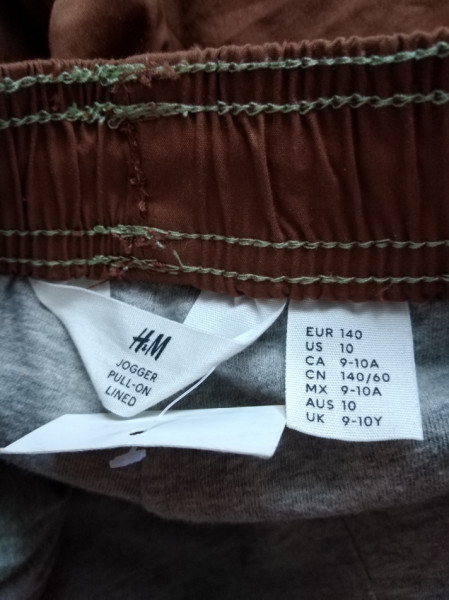 H&M
JOGGER
PULL-ON
LINED
EUR 140
US 10
CA 9-10A
CN 140/60
MX 9-10A
AUS 10
UK 9-10Y